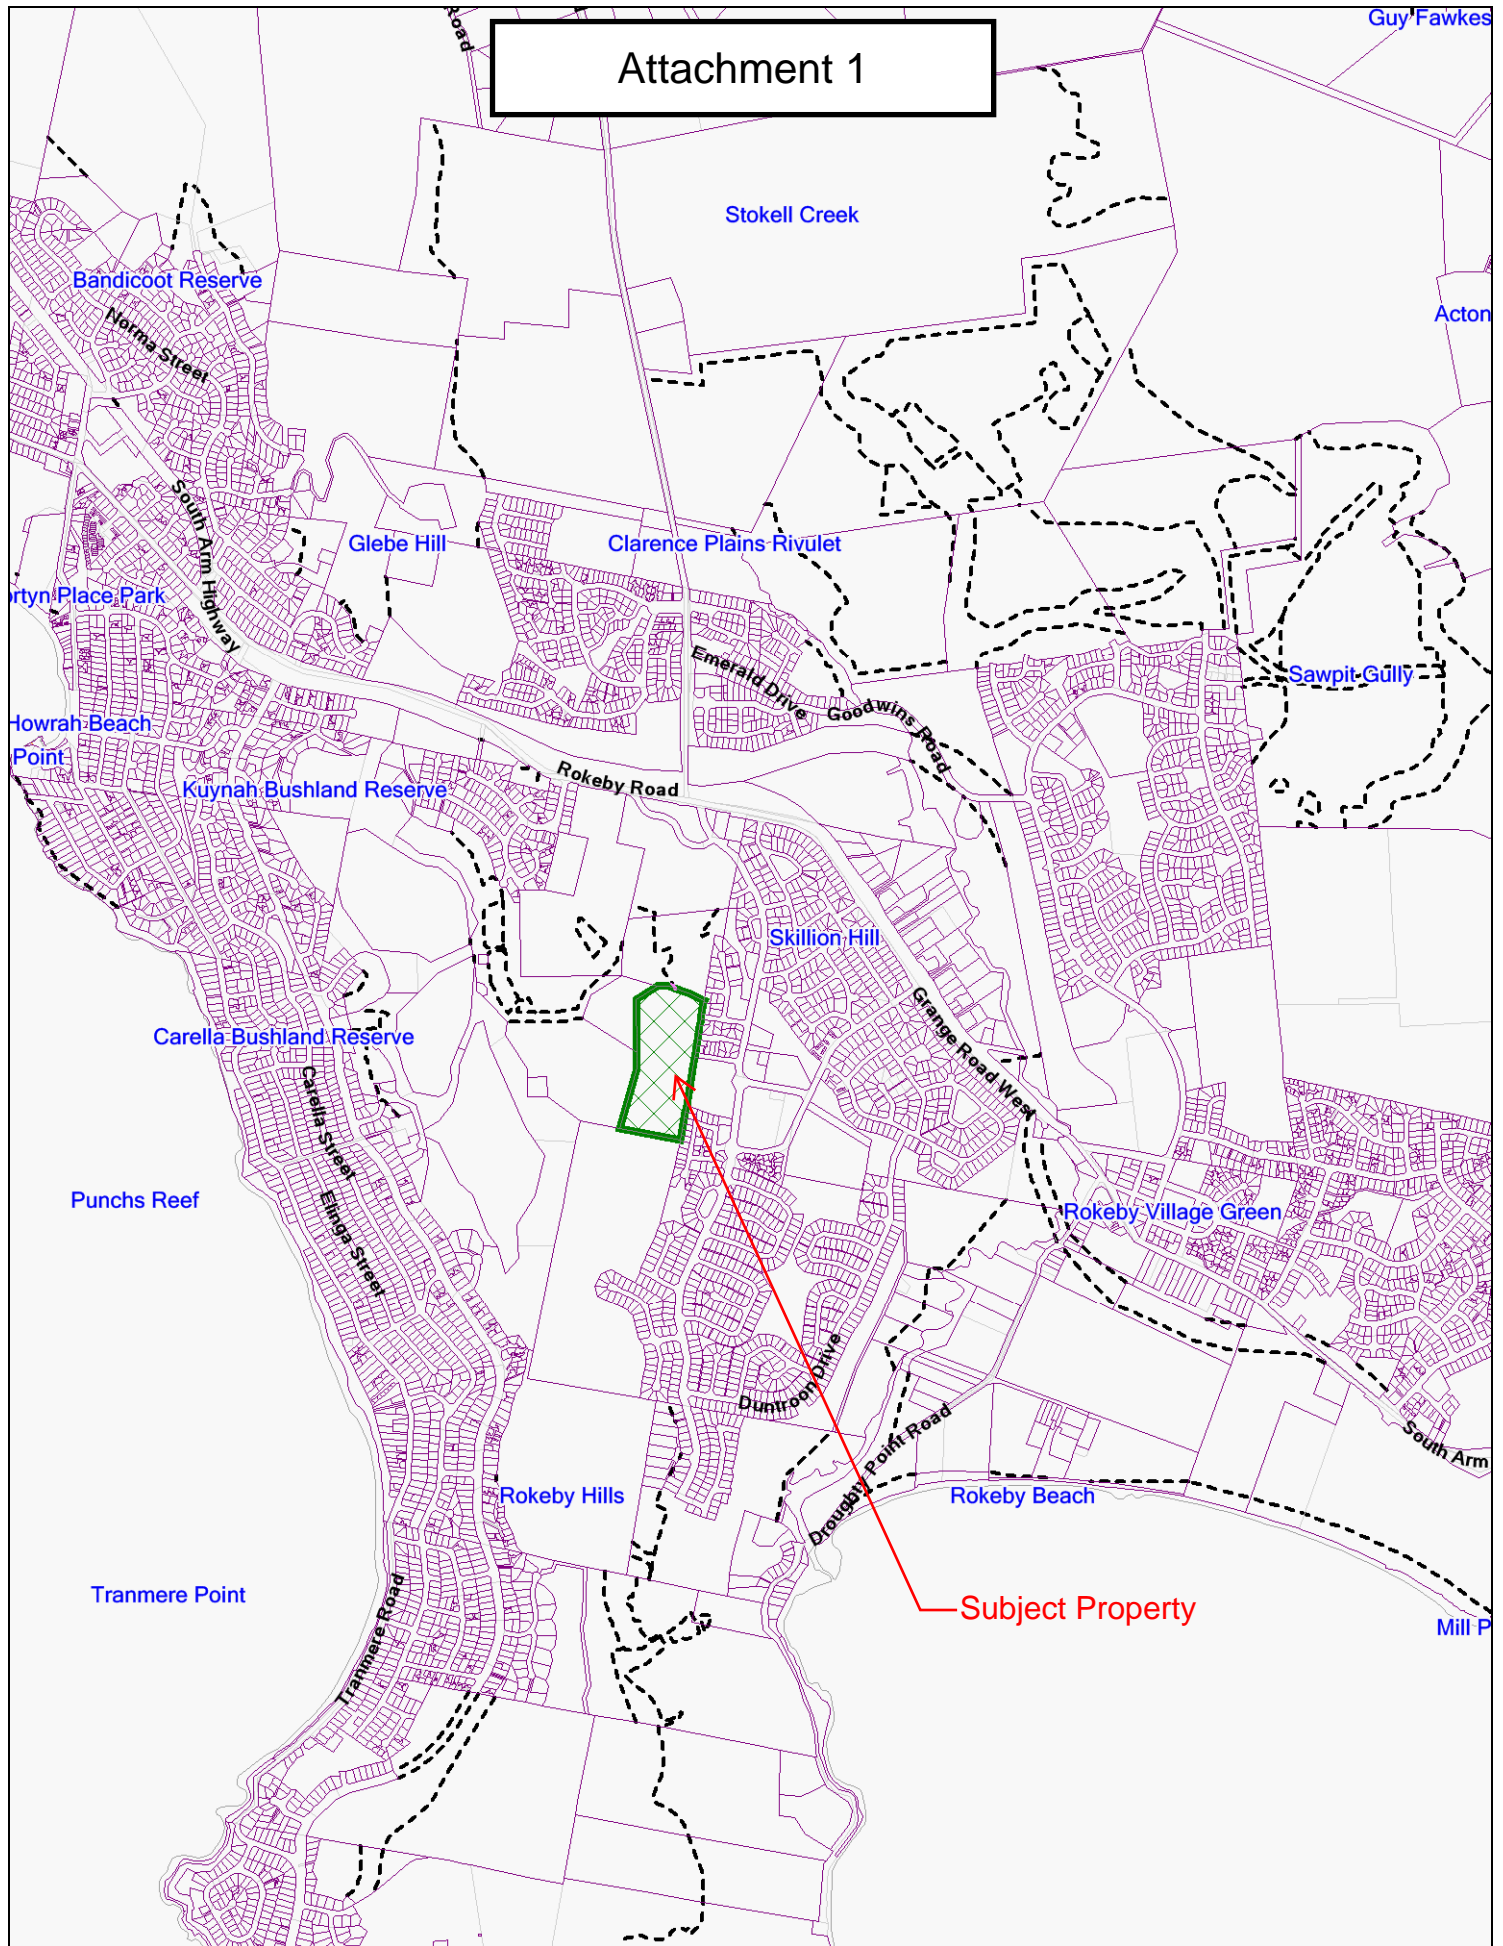 Guy Fawkes
Road
Attachment 1
Stokell Creek
Bandicoot Reserve
Acton
Norma Street
South Arm Highway
Glebe Hill
Clarence Plains Rivulet
ortyn Place Park
Emerald Drive
Sawpit Gully
Goodwins Road
Howrah Beach
Point
Rokeby Road
Kuynah Bushland Reserve
Skillion Hill
Grange Road West
Carella Bushland Reserve
Carella Street
Punchs Reef
Elinga Street
Rokeby Village Green
Duntroon Drive
Droughty Point Road
South Arm
Rokeby Hills
Rokeby Beach
Tranmere Point
Tranmere Road
Subject Property
Mill P